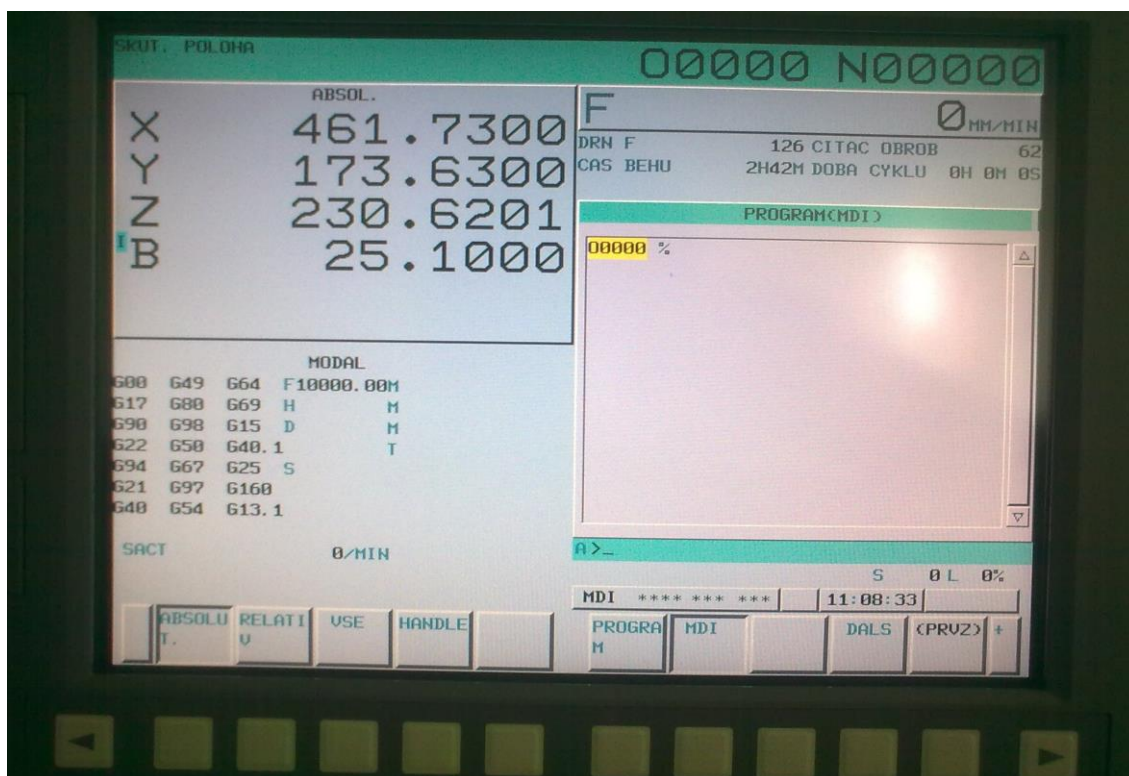 SKUT. POLOHA
O0000 N00000
ABSOL.
X 461.7300
Y 173.6300
Z 230.6201
I B 25.1000
F 0 MM/MIN
DRN F 126 CITAC OBROB 62
CAS BEHU 2H42M DOBA CYKLU 0H 0M 0S
PROGRAM(MDI)
O0000 %
MODAL
G00 G49 G64 F10000.00M
G17 G80 G69 H M
G90 G98 G15 D M
G22 G50 G40.1 T
G94 G67 G25 S
G21 G97 G160
G40 G54 G13.1
SACT 0/MIN
A>_
S 0 L 0%
MDI **** *** *** 11:08:33
ABSOLU
T.
RELATI
V
VSE
HANDLE
PROGRA
M
MDI
DALS
(PRVZ)
+